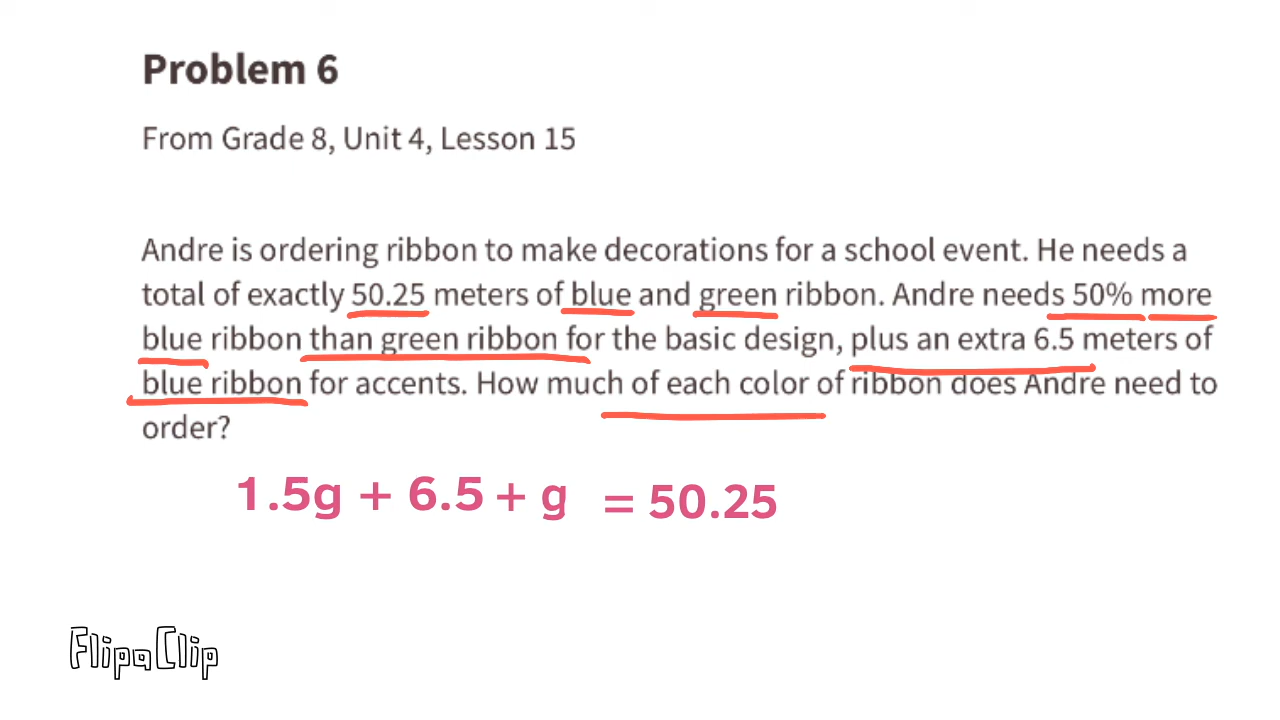 Problem 6
From Grade 8, Unit 4, Lesson 15
Andre is ordering ribbon to make decorations for a school event. He needs a
total of exactly 50.25 meters of blue and green ribbon. Andre needs 50% more
blue ribbon than green ribbon for the basic design, plus an extra 6.5 meters of
blue ribbon for accents. How much of each color of ribbon does Andre need to
order?
1.5g + 6.5 + g = 50.25
FlipaClip